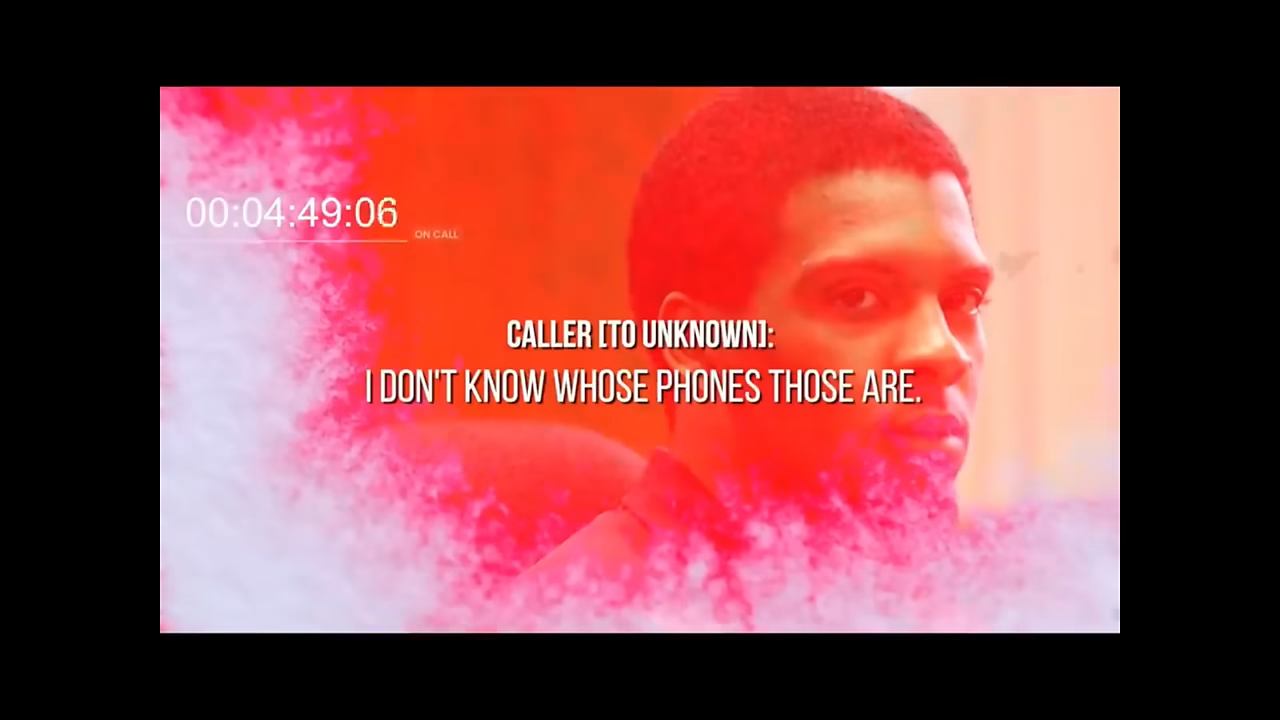 00:04:49:06
ON CALL
CALLER [TO UNKNOWN]:
I DON'T KNOW WHOSE PHONES THOSE ARE.